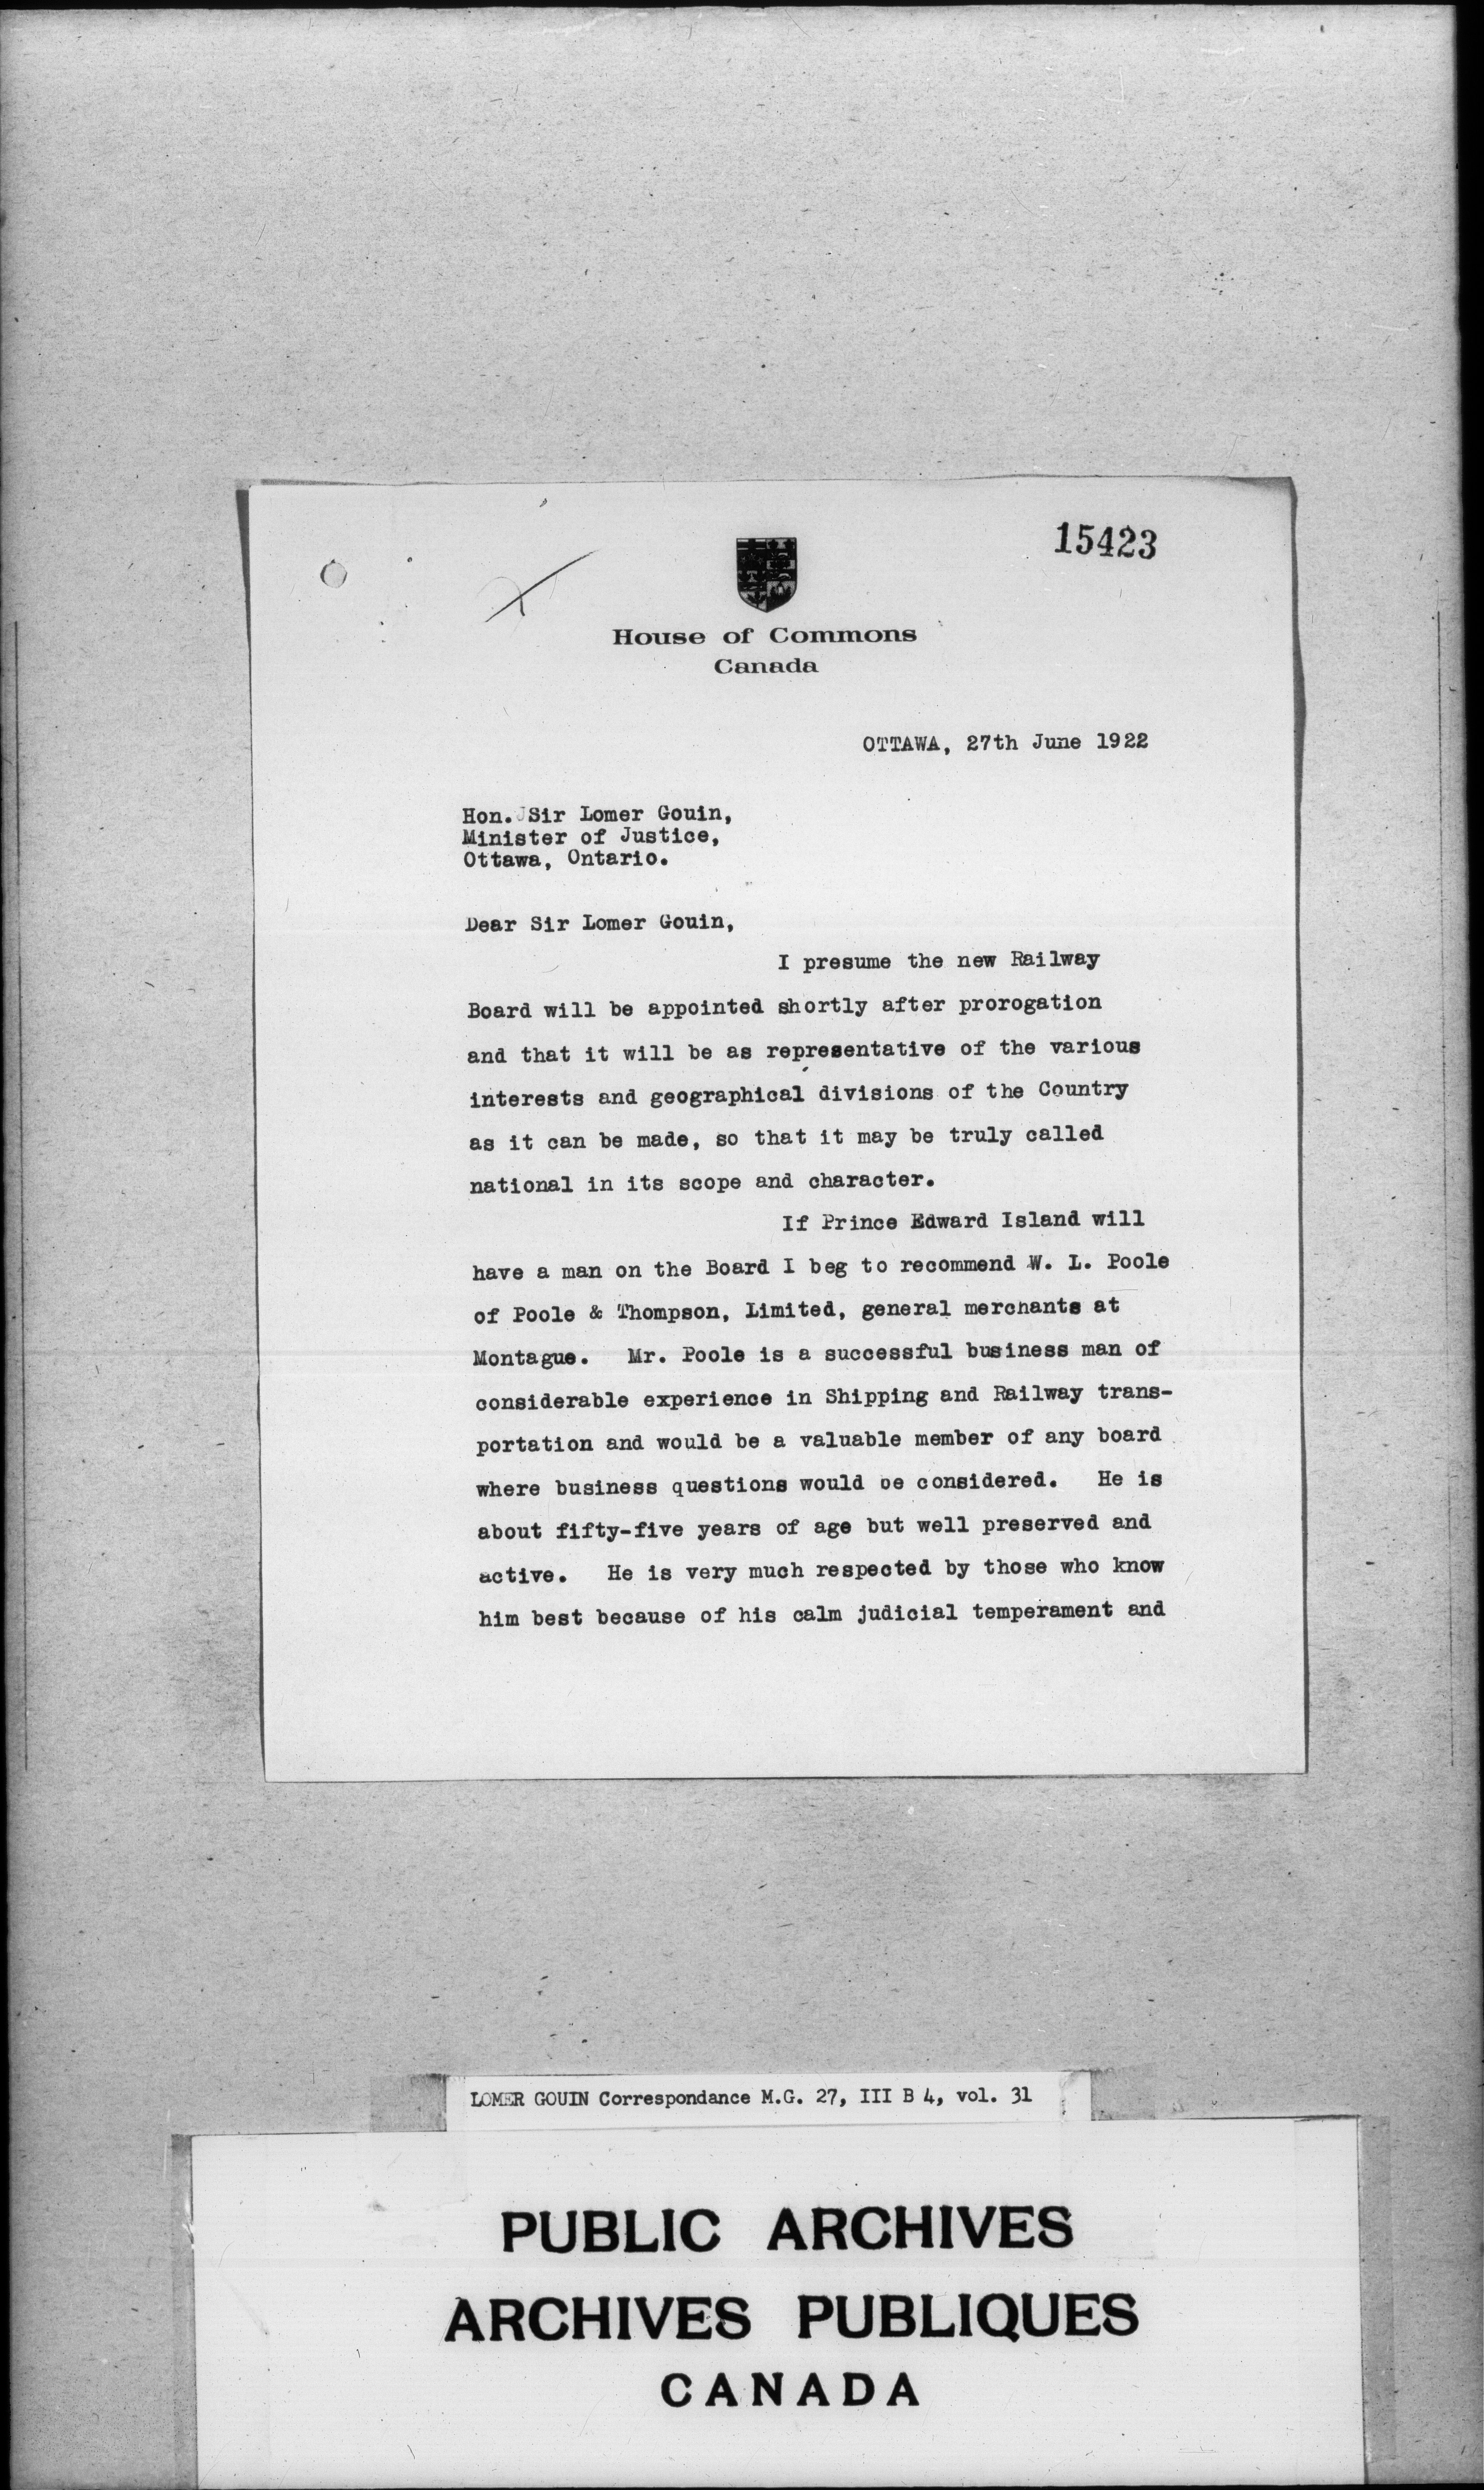 15423
House of Commons
Canada
OTTAWA, 27th June 1922
Hon. Sir Lomer Gouin,
Minister of Justice,
Ottawa, Ontario.
Dear Sir Lomer Gouin,
I presume the new Railway
Board will be appointed shortly after prorogation
and that it will be as representative of the various
interests and geographical divisions of the Country
as it can be made, so that it may be truly called
national in its scope and character.
If Prince Edward Island will
have a man on the Board I beg to recommend W. L. Poole
of Poole & Thompson, Limited, general merchants at
Montague. Mr. Poole is a successful business man of
considerable experience in Shipping and Railway trans-
portation and would be a valuable member of any board
where business questions would be considered. He is
about fifty-five years of age but well preserved and
active. He is very much respected by those who know
him best because of his calm judicial temperament and
LOMER GOUIN Correspondance M.G. 27, III B 4, vol. 31
PUBLIC ARCHIVES
ARCHIVES PUBLIQUES
CANADA